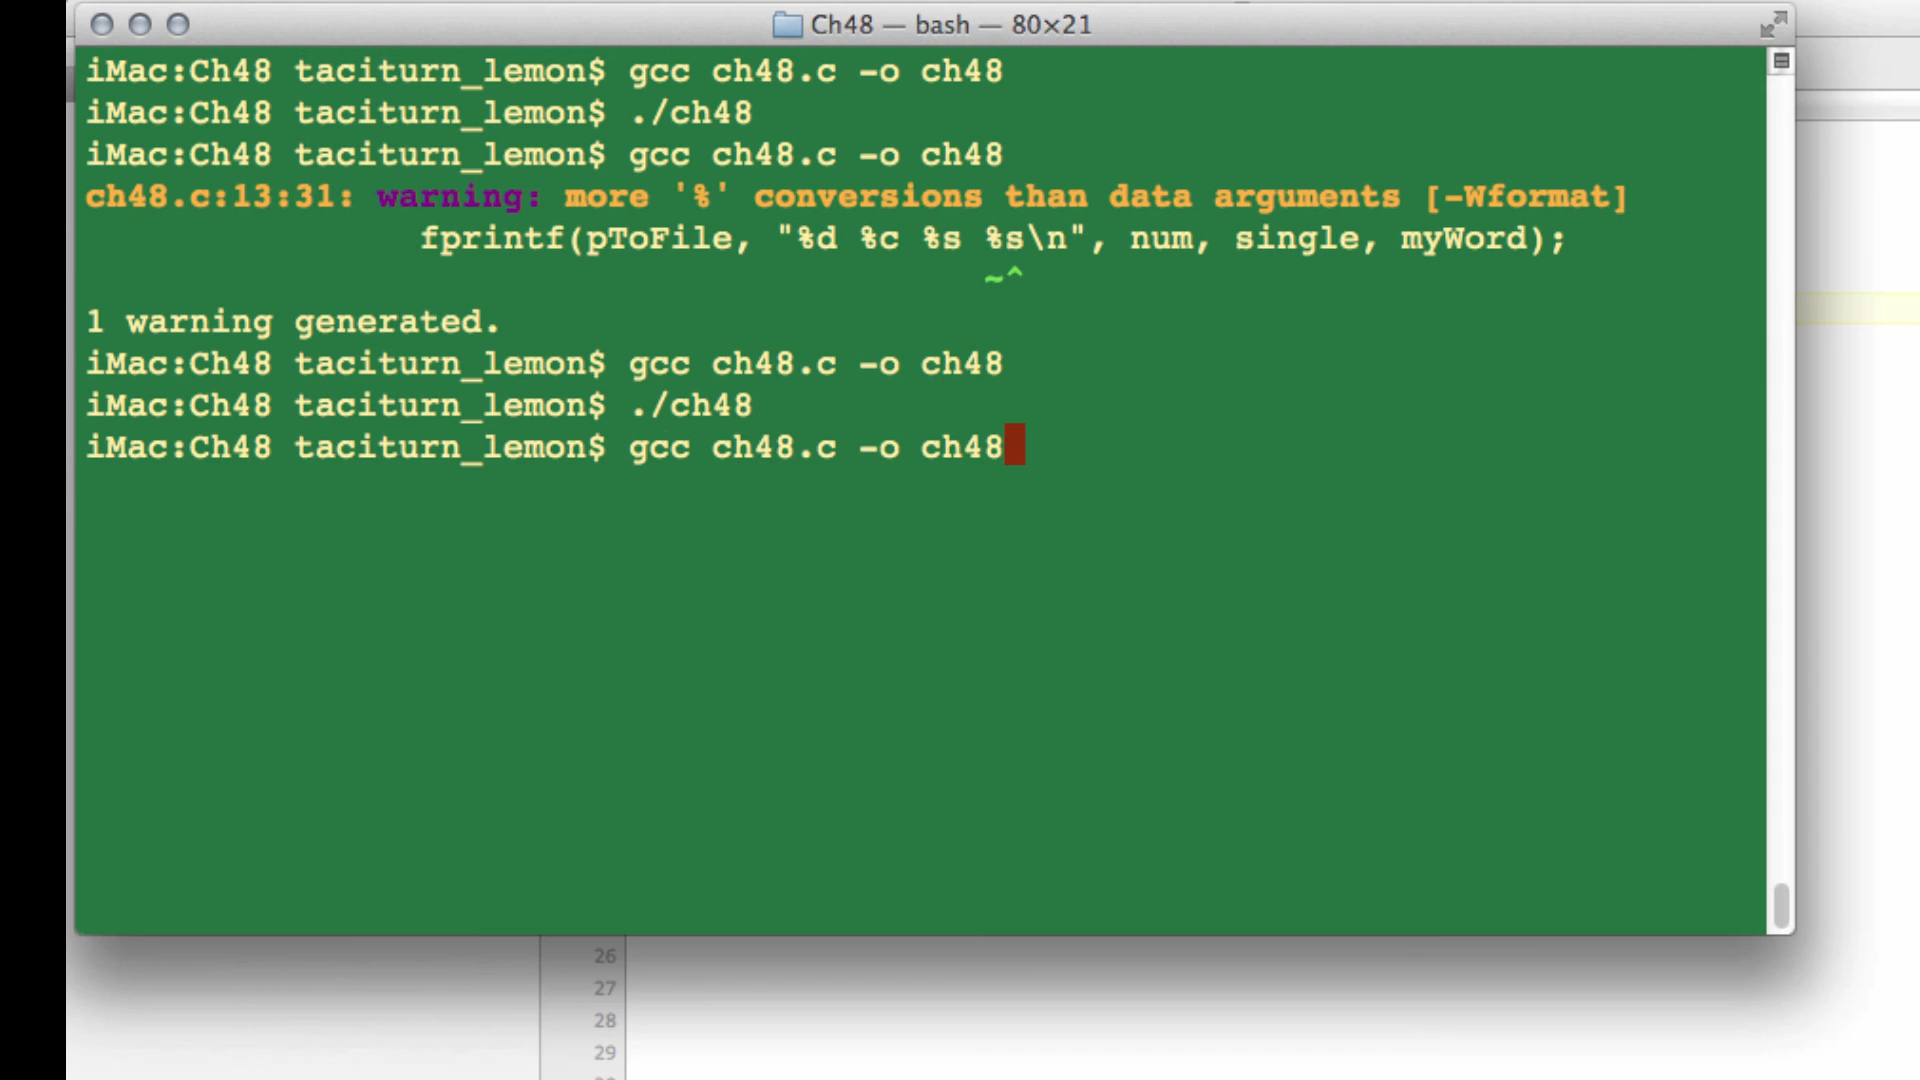 Ch48 — bash — 80×21
iMac:Ch48 taciturn_lemon$ gcc ch48.c -o ch48
iMac:Ch48 taciturn_lemon$ ./ch48
iMac:Ch48 taciturn_lemon$ gcc ch48.c -o ch48
ch48.c:13:31: warning: more '%' conversions than data arguments [-Wformat]
fprintf(pToFile, "%d %c %s %s\n", num, single, myWord);
~^
1 warning generated.
iMac:Ch48 taciturn_lemon$ gcc ch48.c -o ch48
iMac:Ch48 taciturn_lemon$ ./ch48
iMac:Ch48 taciturn_lemon$ gcc ch48.c -o ch48
26
27
28
29